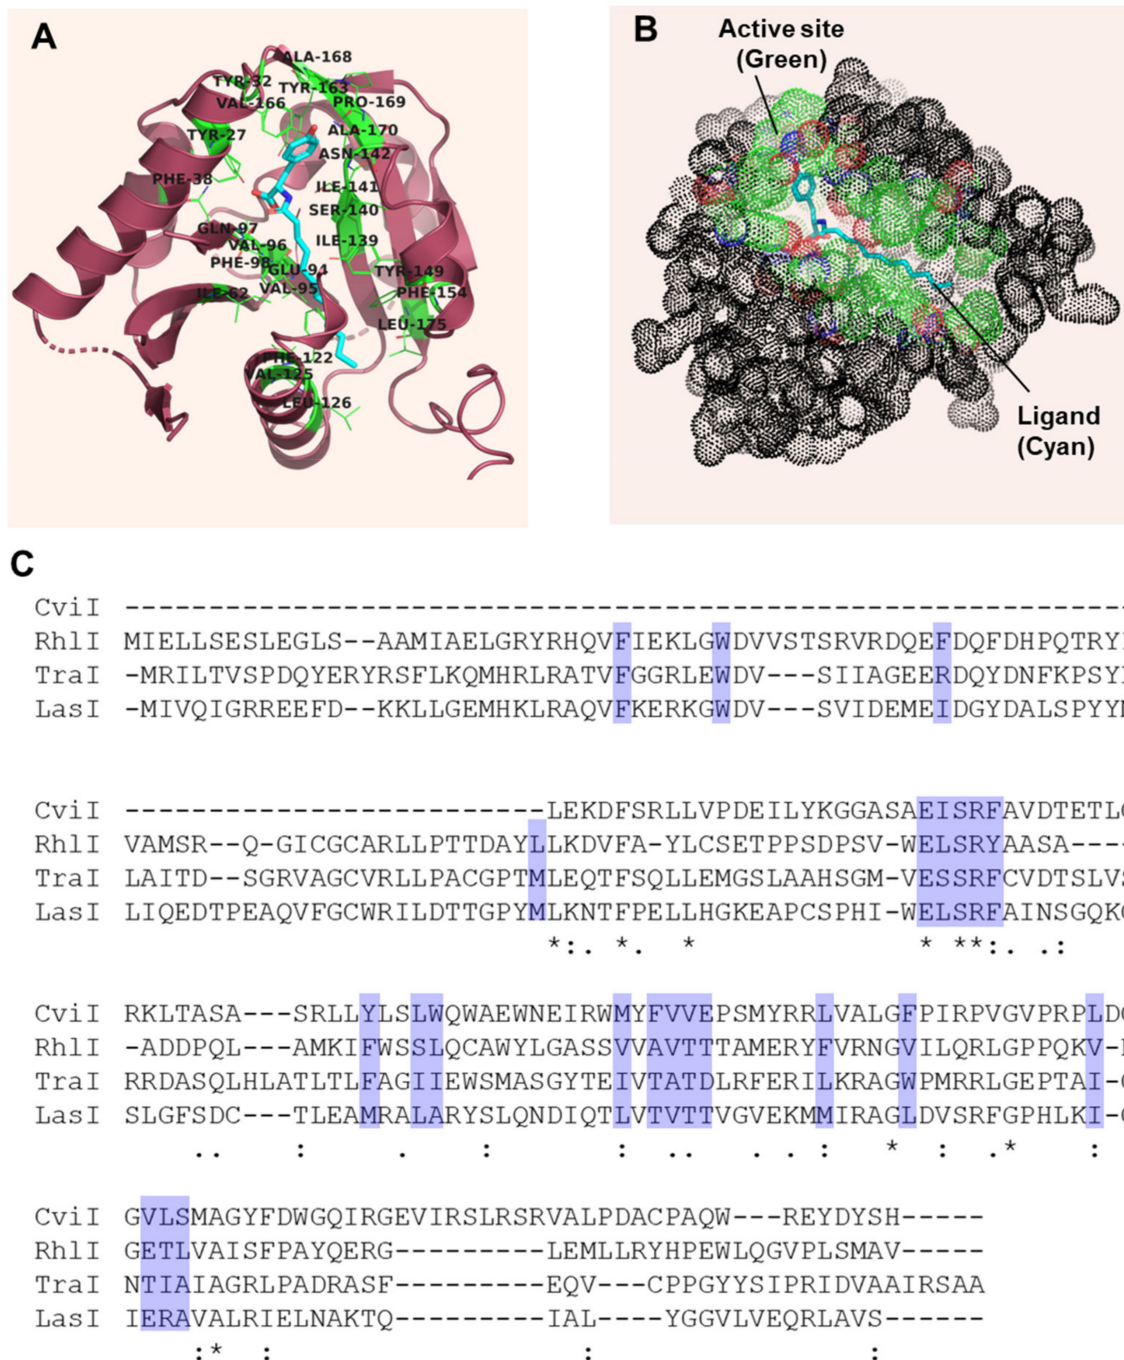 A
ALA-168
TYR-32
TYR-163
VAL-166
PRO-169
TYR-27
ALA-170
ASN-142
PHE-38
ILE-141
SER-140
GLN-97
VAL-96
ILE-139
PHE-98
GLU-94
TYR-149
VAL-95
ILE-62
PHE-154
LEU-175
PHE-122
VAL-125
LEU-126
B
Active site
(Green)
Ligand
(Cyan)
C
CviI ------------------------------------------------------------
RhlI MIELLSESLEGLS--AAMIAELGRYRHQVFIEKLGWDVVSTSRVRDQEFDQFDHPQTRY
TraI -MRILTVSPDQYERYRSFLKQMHRLRATVFGGRLEWDV---SIIAGEERDQYDNFKPSY
LasI -MIVQIGRREEFD--KKLLGEMHKLRAQVFKERKGWDV---SVIDEMEIDGYDALSPYY
CviI -------------------------LEKDFSRLLVPDEILYKGGASAEISRFAVDTETL
RhlI VAMSR--Q-GICGCARLLPTTDAYLLKDVFA-YLCSETPPSDPSV-WELSRYAASA----
TraI LAITD--SGRVAGCVRLLPACGPTMLEQTFSQLLEMGSLAAHSGM-VESSRFCVDTSLV
LasI LIQEDTPEAQVFGCWRILDTTGPYMLKNTFPELLHGKEAPCSPHI-WELSRFAINSGQK
*:. *. * * **:. .:
CviI RKLTASA---SRLLYLSLWQWAEWNEIRWMYFVVEPSMYRRLVALGFPIRPVGVPRPLD
RhlI -ADDPQL---AMKIFWSSLQCAWYLGASSVVAVTTTAMERYFVRNGVILQRLGPPQKV-
TraI RRDASQLHLATLTLFAGIIEWSMASGYTEIVTATDLRFERILKRAGWPMRRLGEPTAI-
LasI SLGFSDC---TLEAMRALARYSLQNDIQTLVTVTTVGVEKMMIRAGLDVSRFGPHLKI-
.. : . : : .. . . : * : .* :
CviI GVLSMAGYFDWGQIRGEVIRSLRSRVALPDACPAQW---REYDYSH-----
RhlI GETLVAISFPAYQERG---------LEMLLRYHPEWLQGVPLSMAV-----
TraI NTIAIAGRLPADRASF---------EQV---CPPGYYSIPRIDVAAIRSAA
LasI IERAVALRIELNAKTQ---------IAL----YGGVLVEQRLAVS------
:* : : :